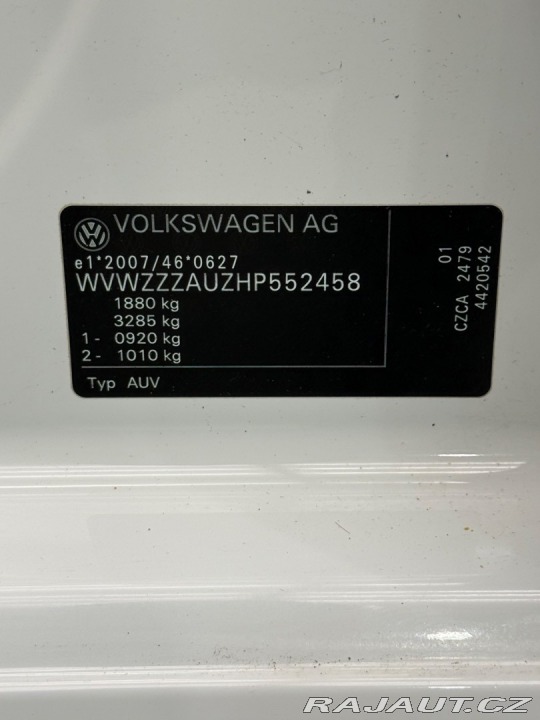 VOLKSWAGEN AG
e1*2007/46*0627
WVWZZZAUZHP552458
1880 kg
3285 kg
1- 0920 kg
2- 1010 kg
Typ AUV
01
CZCA 2479
4420542
RAJAUT.CZ